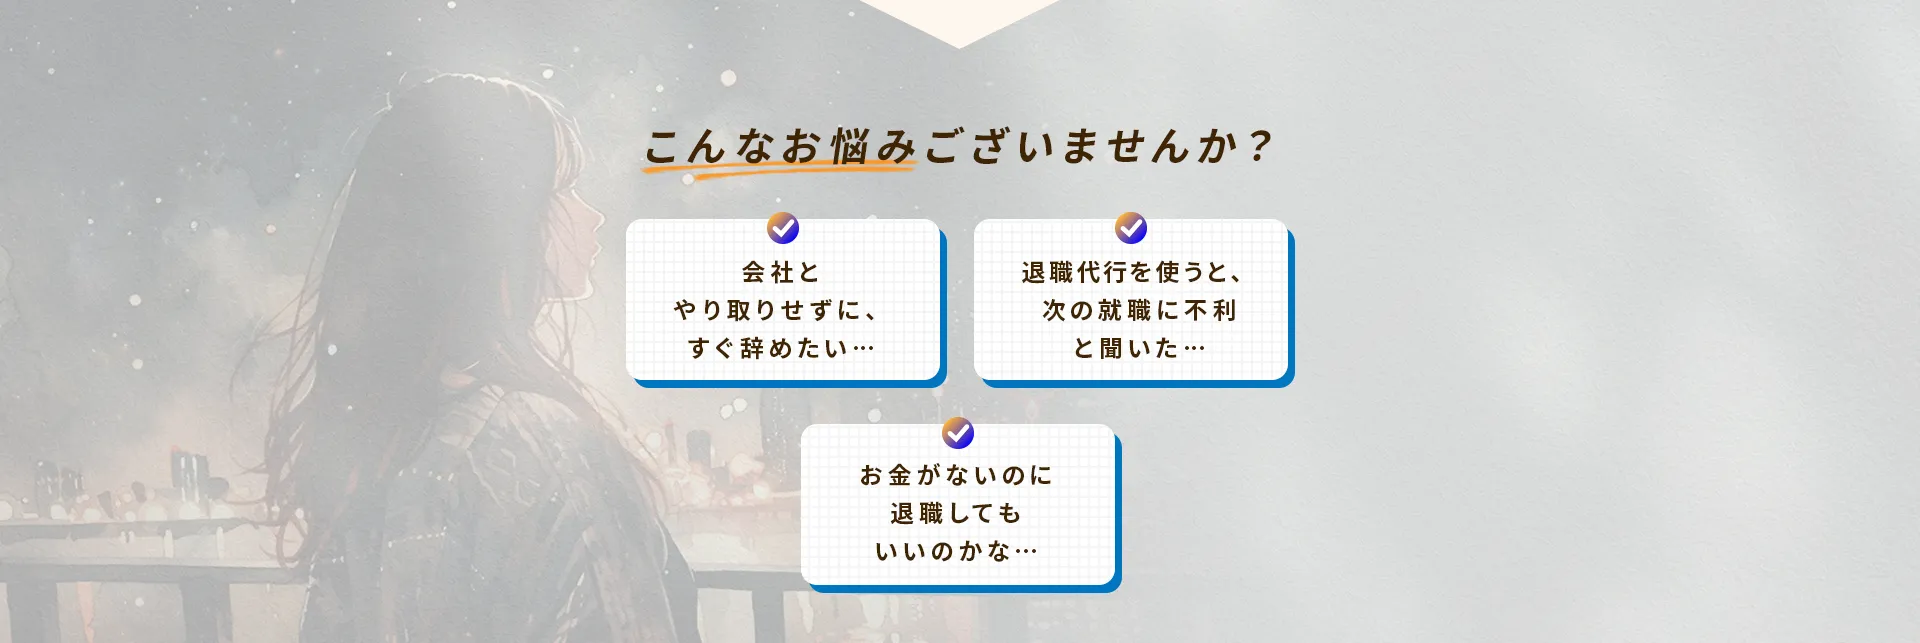 こんなお悩みございませんか？
会社と
やり取りせずに、
すぐ辞めたい…
退職代行を使うと、
次の就職に不利
と聞いた…
お金がないのに
退職しても
いいのかな…